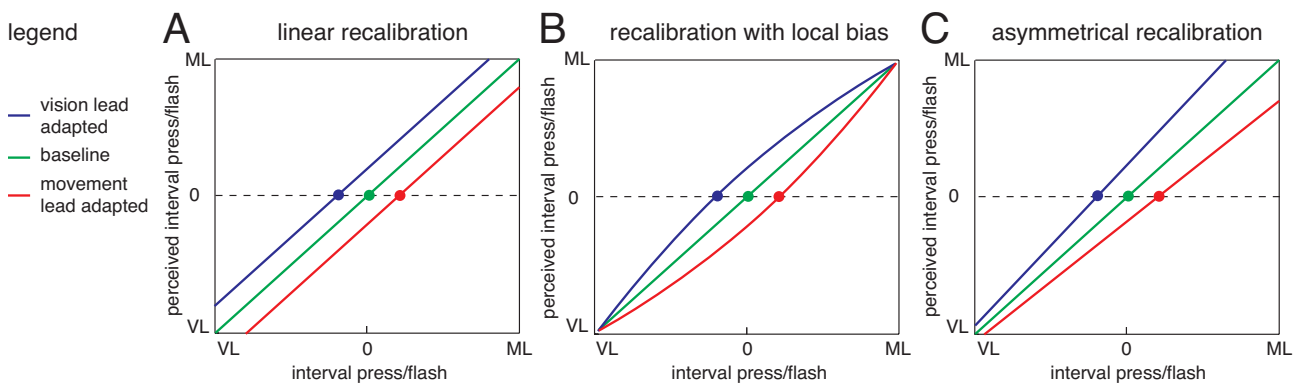 legend
vision lead
adapted
baseline
movement
lead adapted
A
linear recalibration
ML
0
VL
perceived interval press/flash
VL
0
ML
interval press/flash
B
recalibration with local bias
ML
0
VL
perceived interval press/flash
VL
0
ML
interval press/flash
C
asymmetrical recalibration
ML
0
VL
perceived interval press/flash
VL
0
ML
interval press/flash